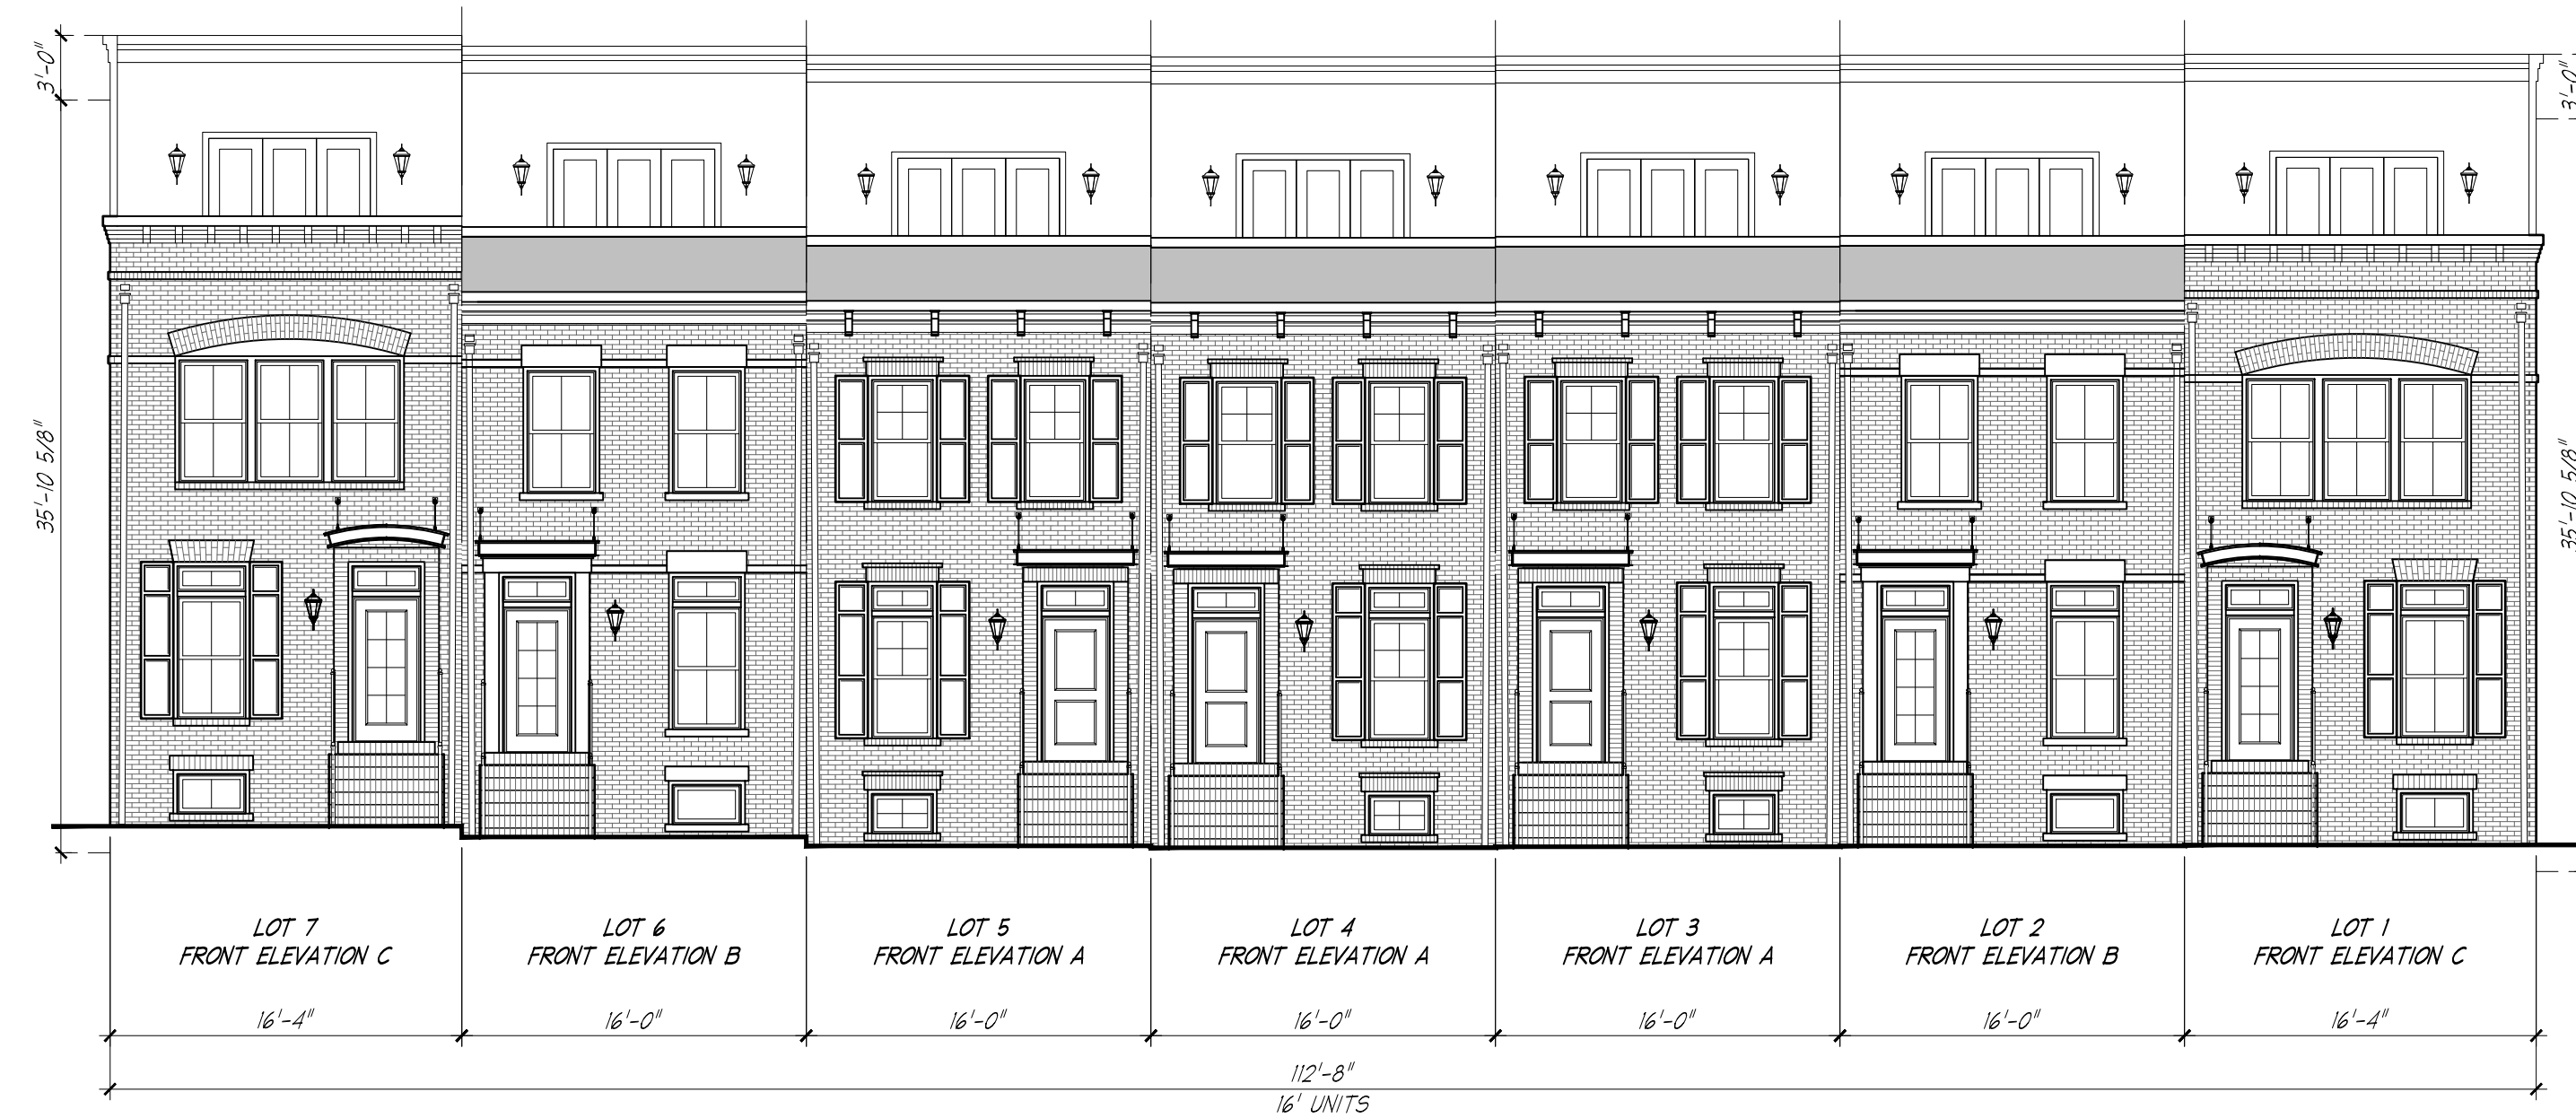 3'-0"
3'-0"
35'-10 5/8"
35'-10 5/8"
LOT 7
FRONT ELEVATION C
LOT 6
FRONT ELEVATION B
LOT 5
FRONT ELEVATION A
LOT 4
FRONT ELEVATION A
LOT 3
FRONT ELEVATION A
LOT 2
FRONT ELEVATION B
LOT 1
FRONT ELEVATION C
16'-4"
16'-0"
16'-0"
16'-0"
16'-0"
16'-0"
16'-4"
112'-8"
16' UNITS